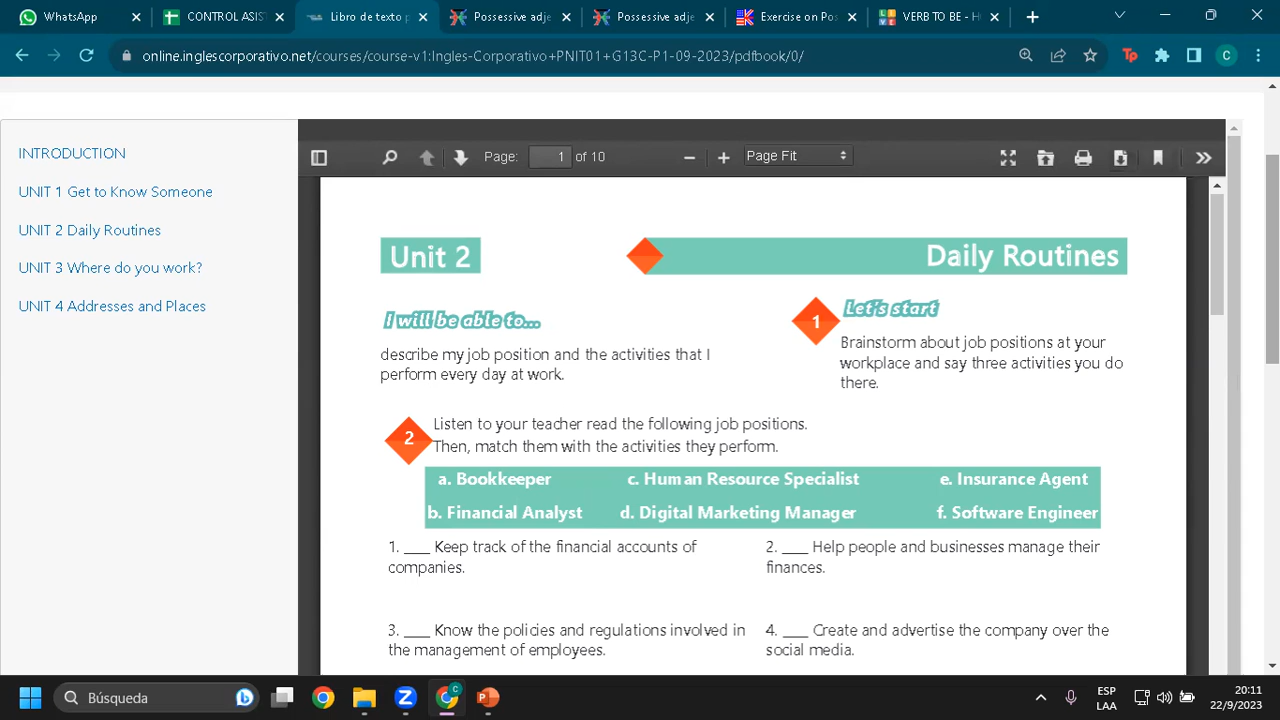 WhatsApp
CONTROL ASIS
Libro de texto p
Possessive adje
Possessive adje
Exercise on Pos
VERB TO BE - H
online.inglescorporativo.net/courses/course-v1:Ingles-Corporativo+PNIT01+G13C-P1-09-2023/pdfbook/0/
INTRODUCTION
UNIT 1 Get to Know Someone
UNIT 2 Daily Routines
UNIT 3 Where do you work?
UNIT 4 Addresses and Places
Page: 1 of 10
Page Fit
Unit 2
Daily Routines
I will be able to...
describe my job position and the activities that I
perform every day at work.
1
Let's start
Brainstorm about job positions at your
workplace and say three activities you do
there.
2
Listen to your teacher read the following job positions.
Then, match them with the activities they perform.
a. Bookkeeper c. Human Resource Specialist e. Insurance Agent
b. Financial Analyst d. Digital Marketing Manager f. Software Engineer
1. ___ Keep track of the financial accounts of
companies.
2. ___ Help people and businesses manage their
finances.
3. ___ Know the policies and regulations involved in
the management of employees.
4. ___ Create and advertise the company over the
social media.
Búsqueda
ESP
LAA
20:11
22/9/2023